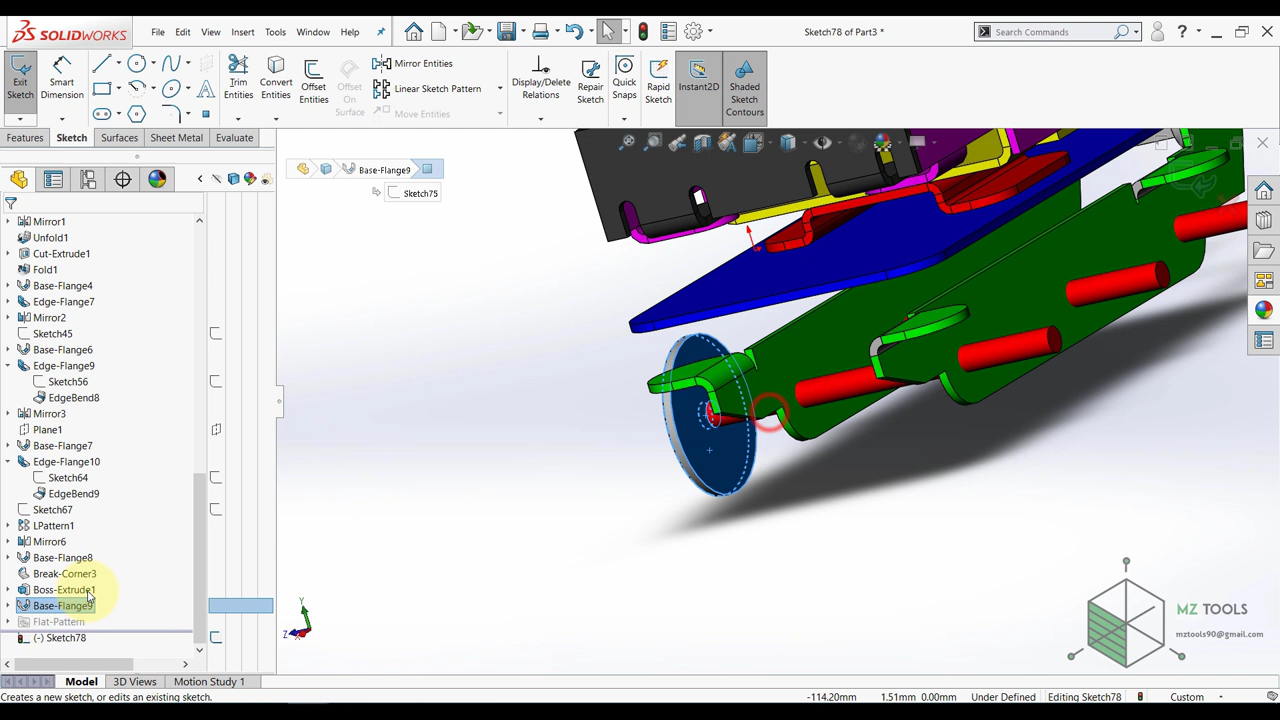 SOLIDWORKS
File Edit View Insert Tools Window Help
Sketch78 of Part3 *
Search Commands
Exit Sketch
Smart Dimension
Trim Entities
Convert Entities
Offset Entities
Offset On Surface
Mirror Entities
Linear Sketch Pattern
Move Entities
Display/Delete Relations
Repair Sketch
Quick Snaps
Rapid Sketch
Instant2D
Shaded Sketch Contours
Features Sketch Surfaces Sheet Metal Evaluate
Base-Flange9
Sketch75
Mirror1
Unfold1
Cut-Extrude1
Fold1
Base-Flange4
Edge-Flange7
Mirror2
Sketch45
Base-Flange6
Edge-Flange9
Sketch56
EdgeBend8
Mirror3
Plane1
Base-Flange7
Edge-Flange10
Sketch64
EdgeBend9
Sketch67
LPattern1
Mirror6
Base-Flange8
Break-Corner3
Boss-Extrude1
Base-Flange9
Flat-Pattern
(-) Sketch78
Y
Z
MZ TOOLS
mztools90@gmail.com
Model 3D Views Motion Study 1
Creates a new sketch, or edits an existing sketch.
-114.20mm 1.51mm 0.00mm Under Defined Editing Sketch78 Custom